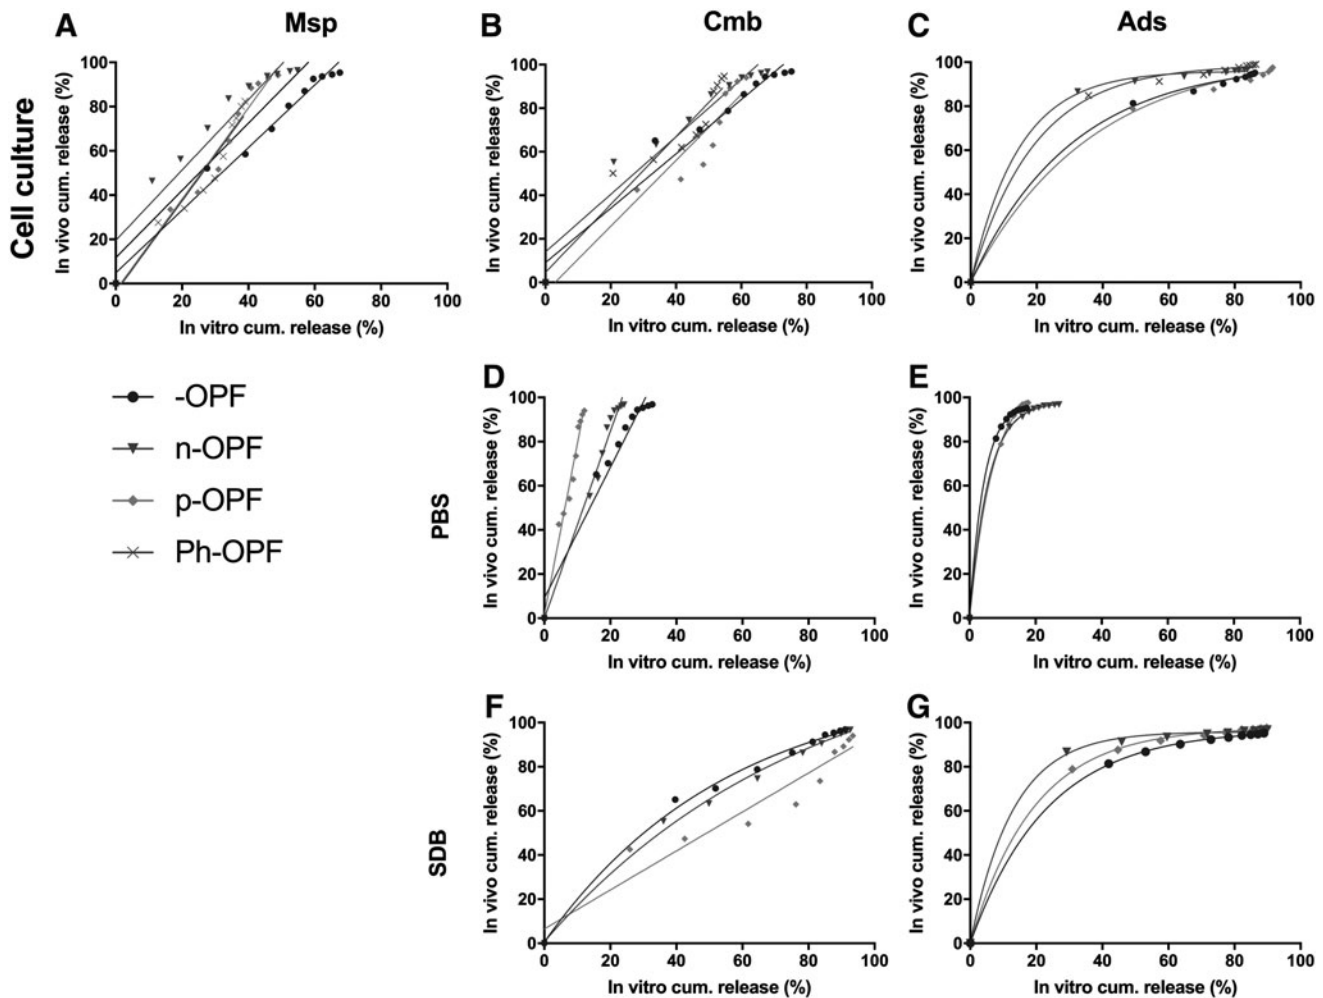 Msp
Cmb
Ads
A
B
C
Cell culture
In vivo cum. release (%)
100
80
60
40
20
0
0
20
40
60
80
100
In vitro cum. release (%)
In vivo cum. release (%)
100
80
60
40
20
0
0
20
40
60
80
100
In vitro cum. release (%)
In vivo cum. release (%)
100
80
60
40
20
0
0
20
40
60
80
100
In vitro cum. release (%)
-OPF
n-OPF
p-OPF
Ph-OPF
D
E
PBS
In vivo cum. release (%)
100
80
60
40
20
0
0
20
40
60
80
100
In vitro cum. release (%)
In vivo cum. release (%)
100
80
60
40
20
0
0
20
40
60
80
100
In vitro cum. release (%)
F
G
SDB
In vivo cum. release (%)
100
80
60
40
20
0
0
20
40
60
80
100
In vitro cum. release (%)
In vivo cum. release (%)
100
80
60
40
20
0
0
20
40
60
80
100
In vitro cum. release (%)